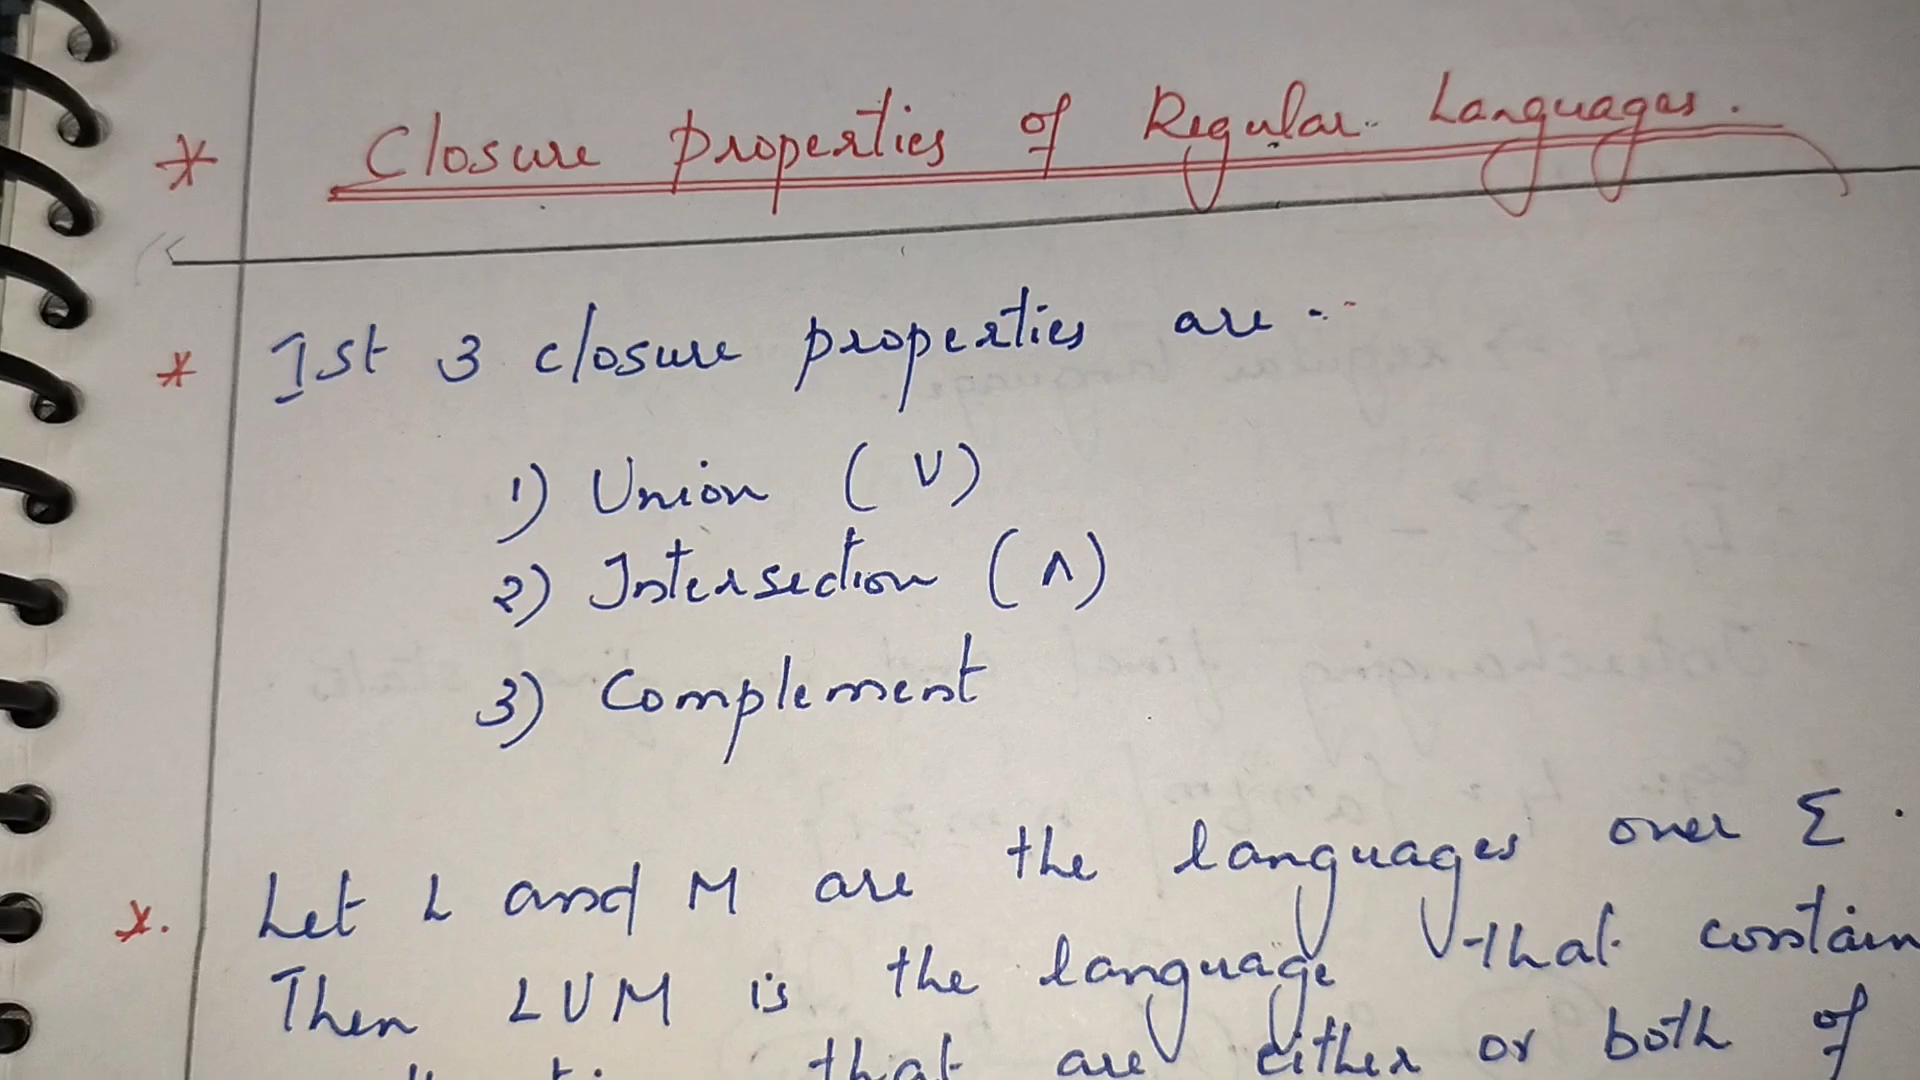 * Closure properties of Regular Languages.
* Ist 3 closure properties are --
1) Union (∪)
2) Intersection (∧)
3) Complement
*. Let L and M are the languages over Σ.
Then L∪M is the language that contain
that are either or both of